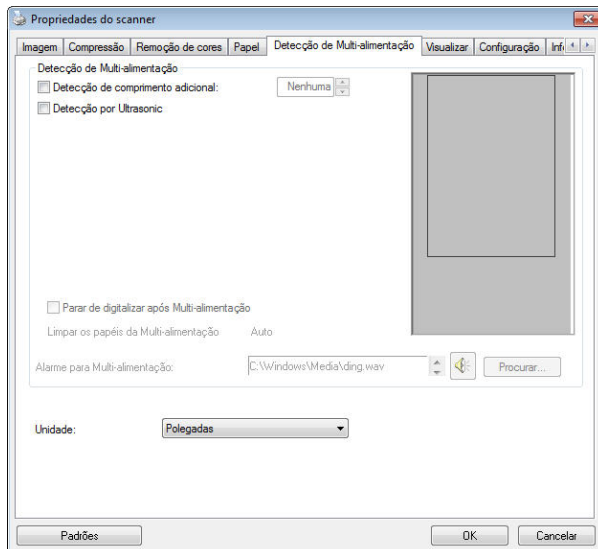 Propriedades do scanner
Imagem Compressão Remoção de cores Papel Detecção de Multi-alimentação Visualizar Configuração Inf
Detecção de Multi-alimentação
Detecção de comprimento adicional: Nenhuma
Detecção por Ultrasonic
Parar de digitalizar após Multi-alimentação
Limpar os papéis da Multi-alimentação Auto
Alarme para Multi-alimentação: C:\Windows\Media\ding.wav Procurar...
Unidade: Polegadas
Padrões OK Cancelar